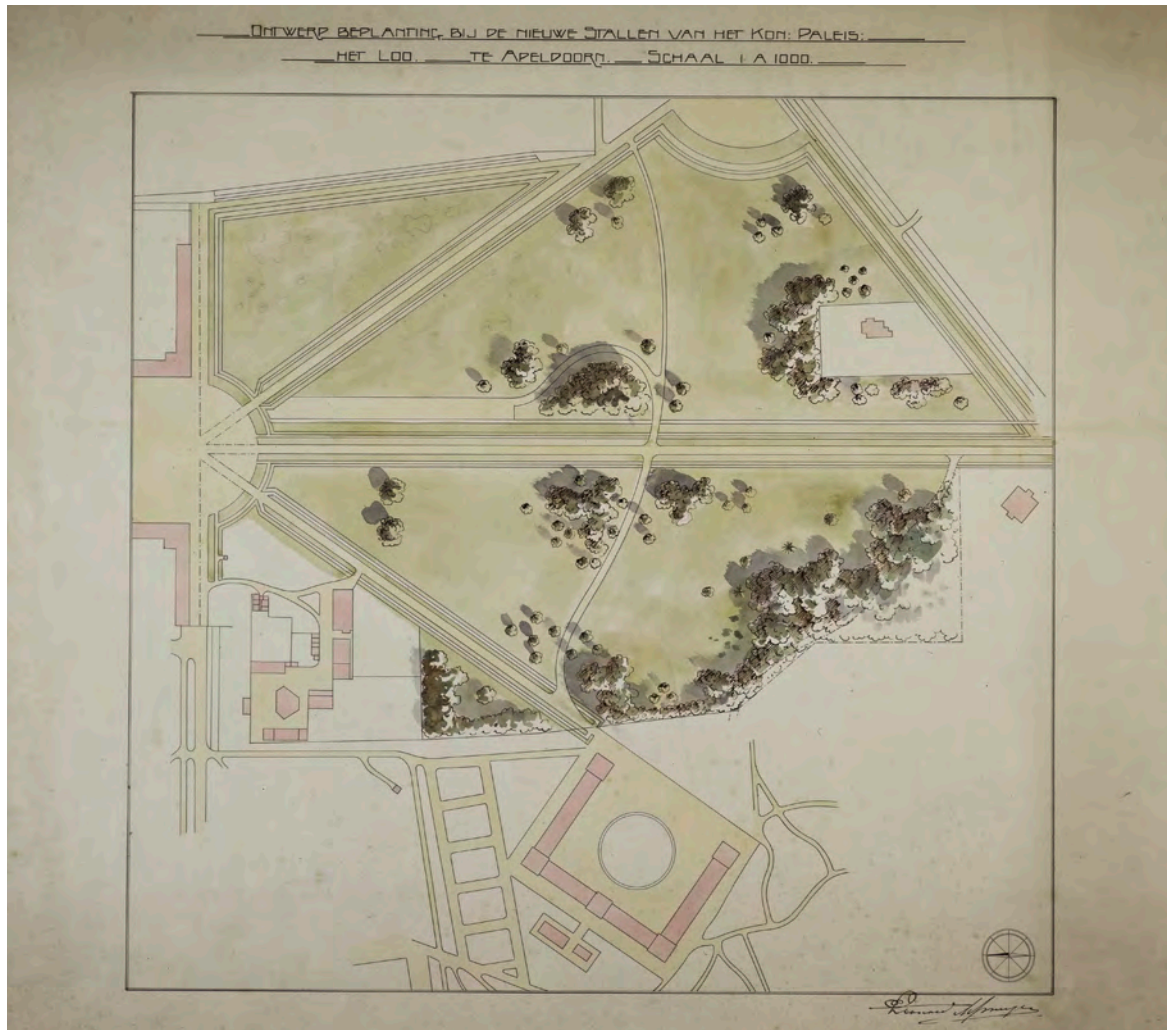 ONTWERP BEPLANTING BIJ DE NIEUWE STALLEN VAN HET KON: PALEIS:
HET LOO. TE APELDOORN. SCHAAL 1 A 1000.